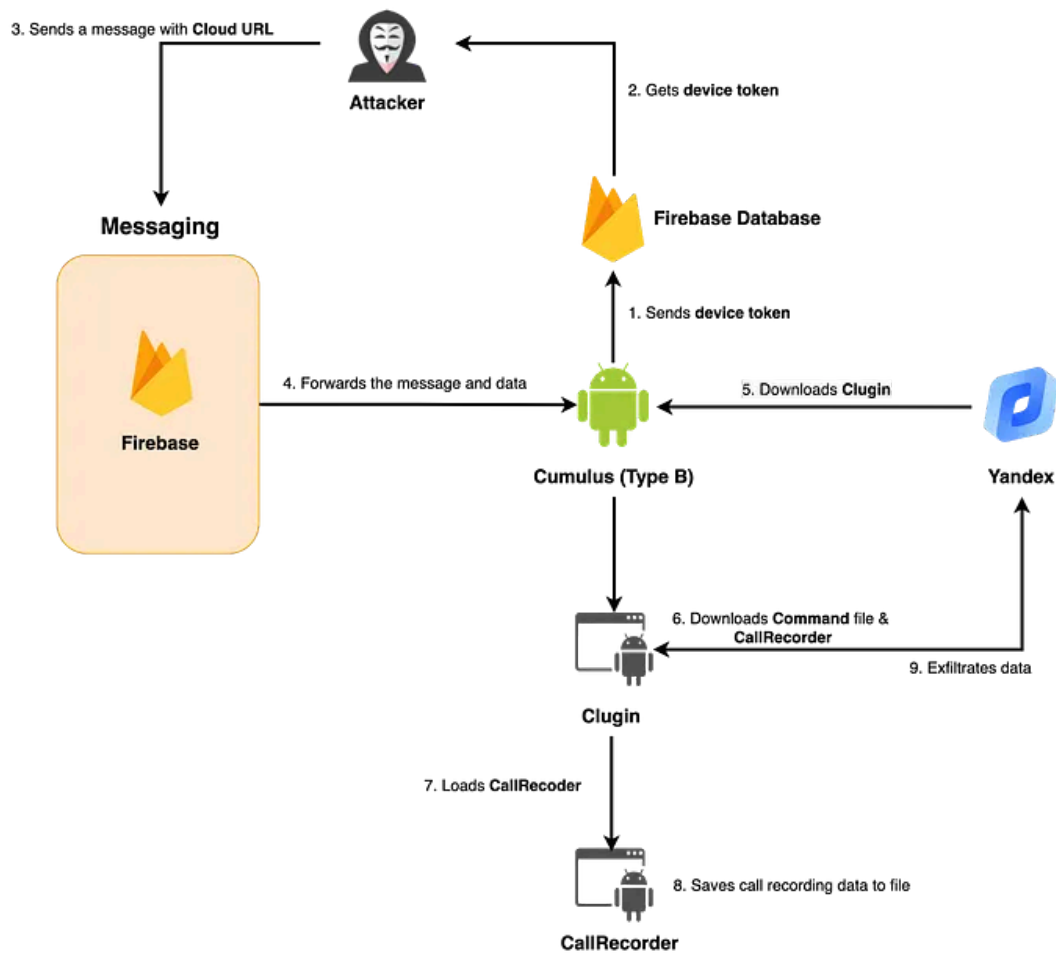 3. Sends a message with Cloud URL
Attacker
2. Gets device token
Messaging
Firebase Database
1. Sends device token
4. Forwards the message and data
5. Downloads Clugin
Firebase
Cumulus (Type B)
Yandex
6. Downloads Command file &
CallRecorder
9. Exfiltrates data
Clugin
7. Loads CallRecoder
8. Saves call recording data to file
CallRecorder